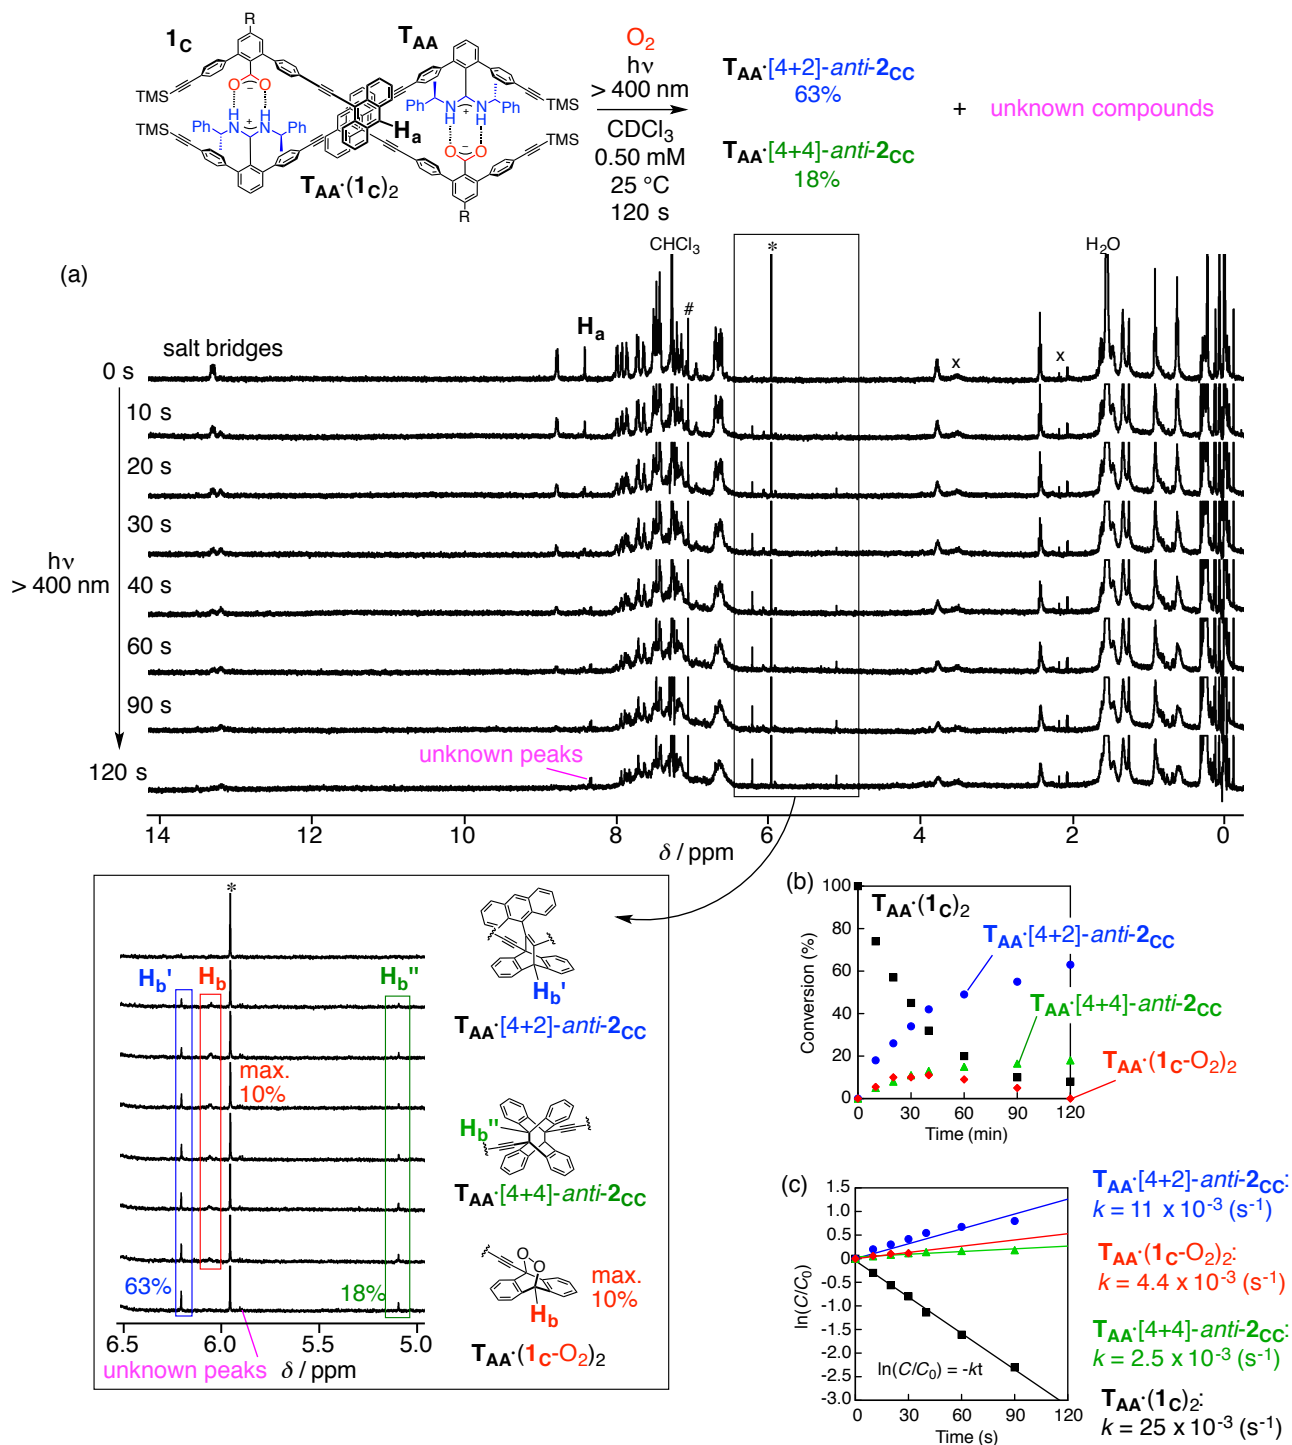 1C
R
TAA
TMS
TMS
O O
−
H H
N N
+
Ph
Ph
TMS
Ha
Ph
Ph
N N
+
H H
−
O O
TMS
TMS
R
TAA·(1C)2
O2
hν
> 400 nm
CDCl3
0.50 mM
25 °C
120 s
TAA·[4+2]-anti-2CC
63%
+ unknown compounds
TAA·[4+4]-anti-2CC
18%
(a)
CHCl3
*
H2O
#
Ha
salt bridges
x
x
0 s
10 s
20 s
30 s
hν
> 400 nm
40 s
60 s
90 s
unknown peaks
120 s
14 12 10 8 6 4 2 0
δ / ppm
*
Hb' Hb Hb''
Hb'
TAA·[4+2]-anti-2CC
max.
10%
Hb''
TAA·[4+4]-anti-2CC
O
O
max.
10%
Hb
TAA·(1C-O2)2
63%
18%
6.5 6.0 5.5 5.0
unknown peaks δ / ppm
(b)
Conversion (%)
100
80
60
40
20
0
0 30 60 90 120
Time (min)
TAA·(1C)2
TAA·[4+2]-anti-2CC
TAA·[4+4]-anti-2CC
TAA·(1C-O2)2
(c)
ln(C/C0)
1.5
1.0
0.5
0
-0.5
-1.0
-1.5
-2.0
-2.5
-3.0
ln(C/C0) = -kt
0 30 60 90 120
Time (s)
TAA·[4+2]-anti-2CC:
k = 11 x 10-3 (s-1)
TAA·(1C-O2)2:
k = 4.4 x 10-3 (s-1)
TAA·[4+4]-anti-2CC:
k = 2.5 x 10-3 (s-1)
TAA·(1C)2:
k = 25 x 10-3 (s-1)